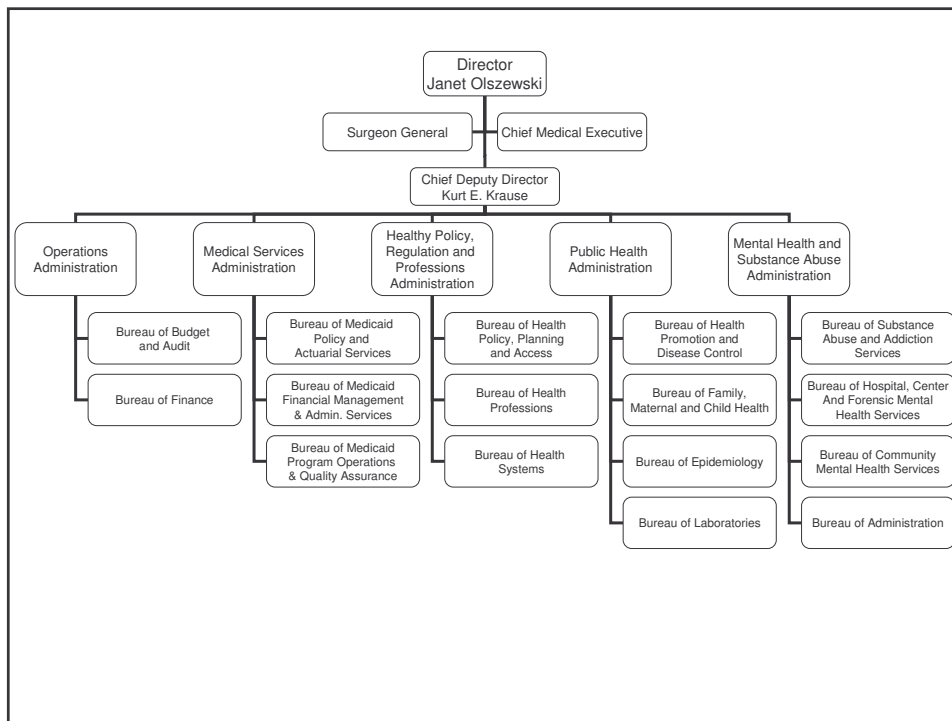 Director
Janet Olszewski
Surgeon General
Chief Medical Executive
Chief Deputy Director
Kurt E. Krause
Operations
Administration
Medical Services
Administration
Healthy Policy,
Regulation and
Professions
Administration
Public Health
Administration
Mental Health and
Substance Abuse
Administration
Bureau of Budget
and Audit
Bureau of Finance
Bureau of Medicaid
Policy and
Actuarial Services
Bureau of Medicaid
Financial Management
& Admin. Services
Bureau of Medicaid
Program Operations
& Quality Assurance
Bureau of Health
Policy, Planning
and Access
Bureau of Health
Professions
Bureau of Health
Systems
Bureau of Health
Promotion and
Disease Control
Bureau of Family,
Maternal and Child Health
Bureau of Epidemiology
Bureau of Laboratories
Bureau of Substance
Abuse and Addiction
Services
Bureau of Hospital, Center
And Forensic Mental
Health Services
Bureau of Community
Mental Health Services
Bureau of Administration